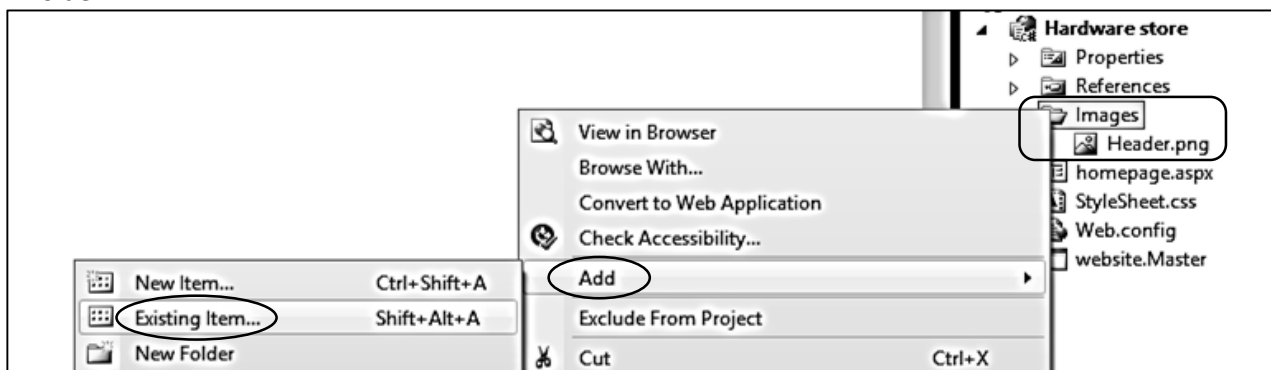 Hardware store
Properties
References
Images
Header.png
homepage.aspx
StyleSheet.css
Web.config
website.Master
View in Browser
Browse With...
Convert to Web Application
Check Accessibility...
Add
Exclude From Project
Cut Ctrl+X
New Item... Ctrl+Shift+A
Existing Item... Shift+Alt+A
New Folder